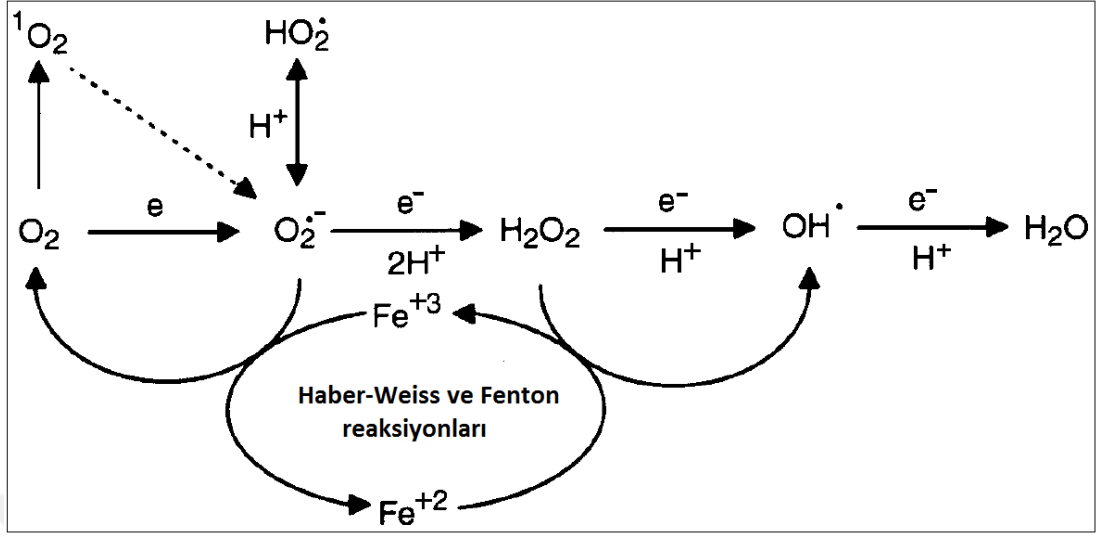 ¹O₂ HO₂•
H⁺
O₂ e O₂•⁻ e⁻ 2H⁺ H₂O₂ e⁻ H⁺ OH• e⁻ H⁺ H₂O
Fe⁺³
Haber-Weiss ve Fenton
reaksiyonları
Fe⁺²